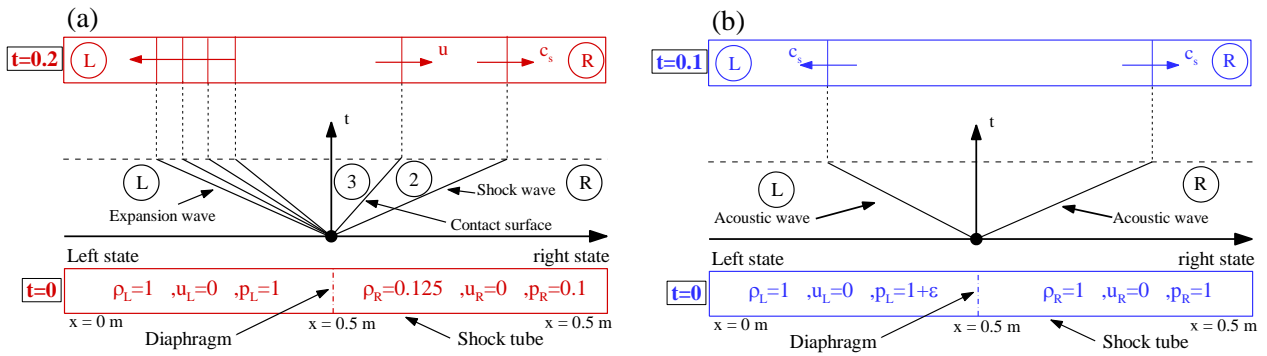 (a)
t=0.2 L u c_s R
t
L 3 2 R
Shock wave
Expansion wave
Contact surface
Left state right state
t=0 ρ_L=1 ,u_L=0 ,p_L=1 ρ_R=0.125 ,u_R=0 ,p_R=0.1
x = 0 m x = 0.5 m x = 0.5 m
Diaphragm Shock tube
(b)
t=0.1 L c_s c_s R
t
L R
Acoustic wave Acoustic wave
Left state right state
t=0 ρ_L=1 ,u_L=0 ,p_L=1+ε ρ_R=1 ,u_R=0 ,p_R=1
x = 0 m x = 0.5 m x = 0.5 m
Diaphragm Shock tube